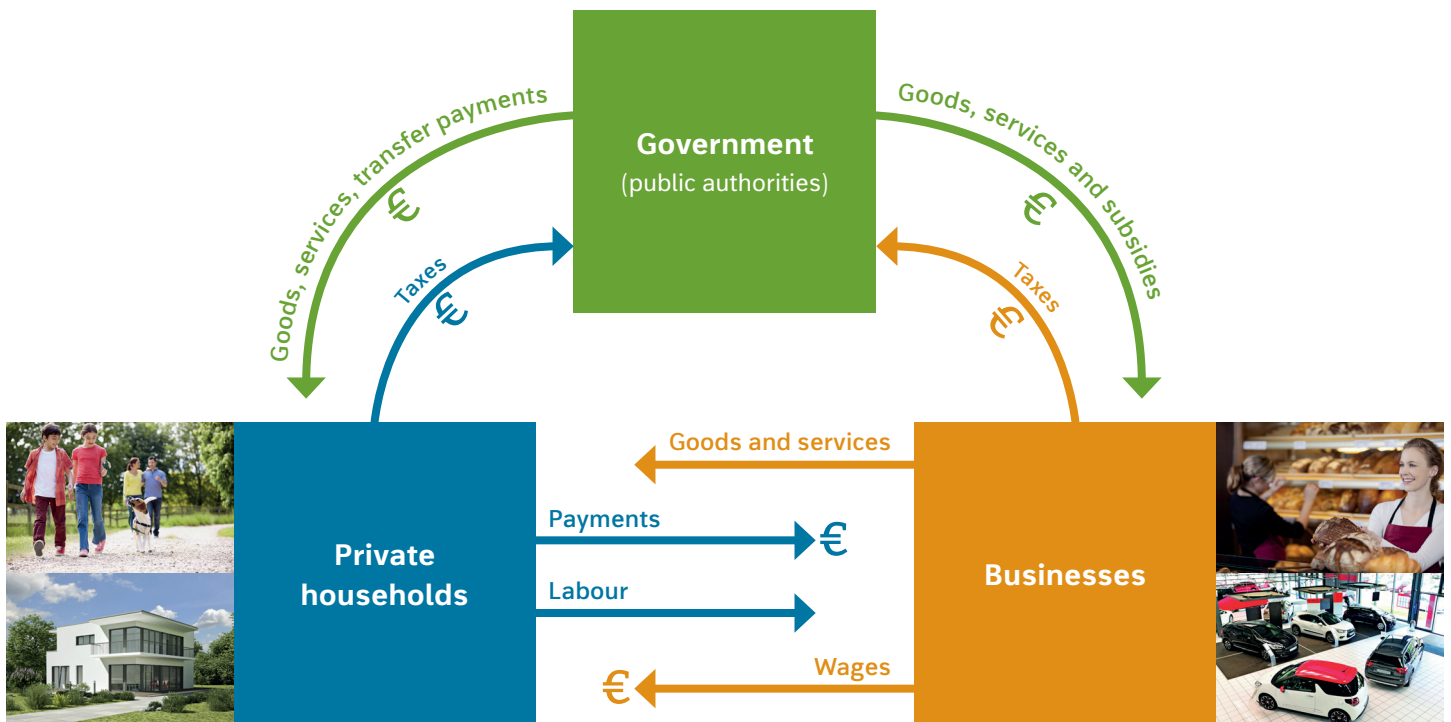 Government
(public authorities)
Goods, services, transfer payments
€
Taxes
€
Goods, services and subsidies
€
Taxes
€
Private
households
Goods and services
Payments
€
Labour
Wages
€
Businesses